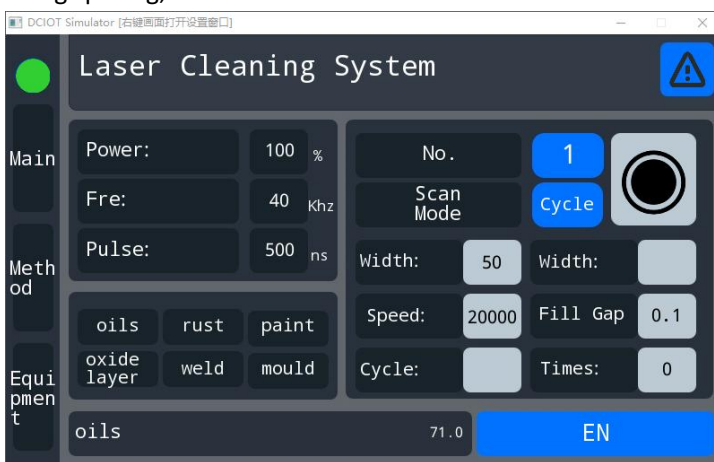 DCIOT Simulator [右键画面打开设置窗口]
Laser Cleaning System
Main
Meth
od
Equi
pmen
t
Power: 100 %
Fre: 40 Khz
Pulse: 500 ns
oils rust paint
oxide
layer
weld mould
No. 1
Scan
Mode
Cycle
Width: 50 Width:
Speed: 20000 Fill Gap 0.1
Cycle: Times: 0
oils 71.0 EN